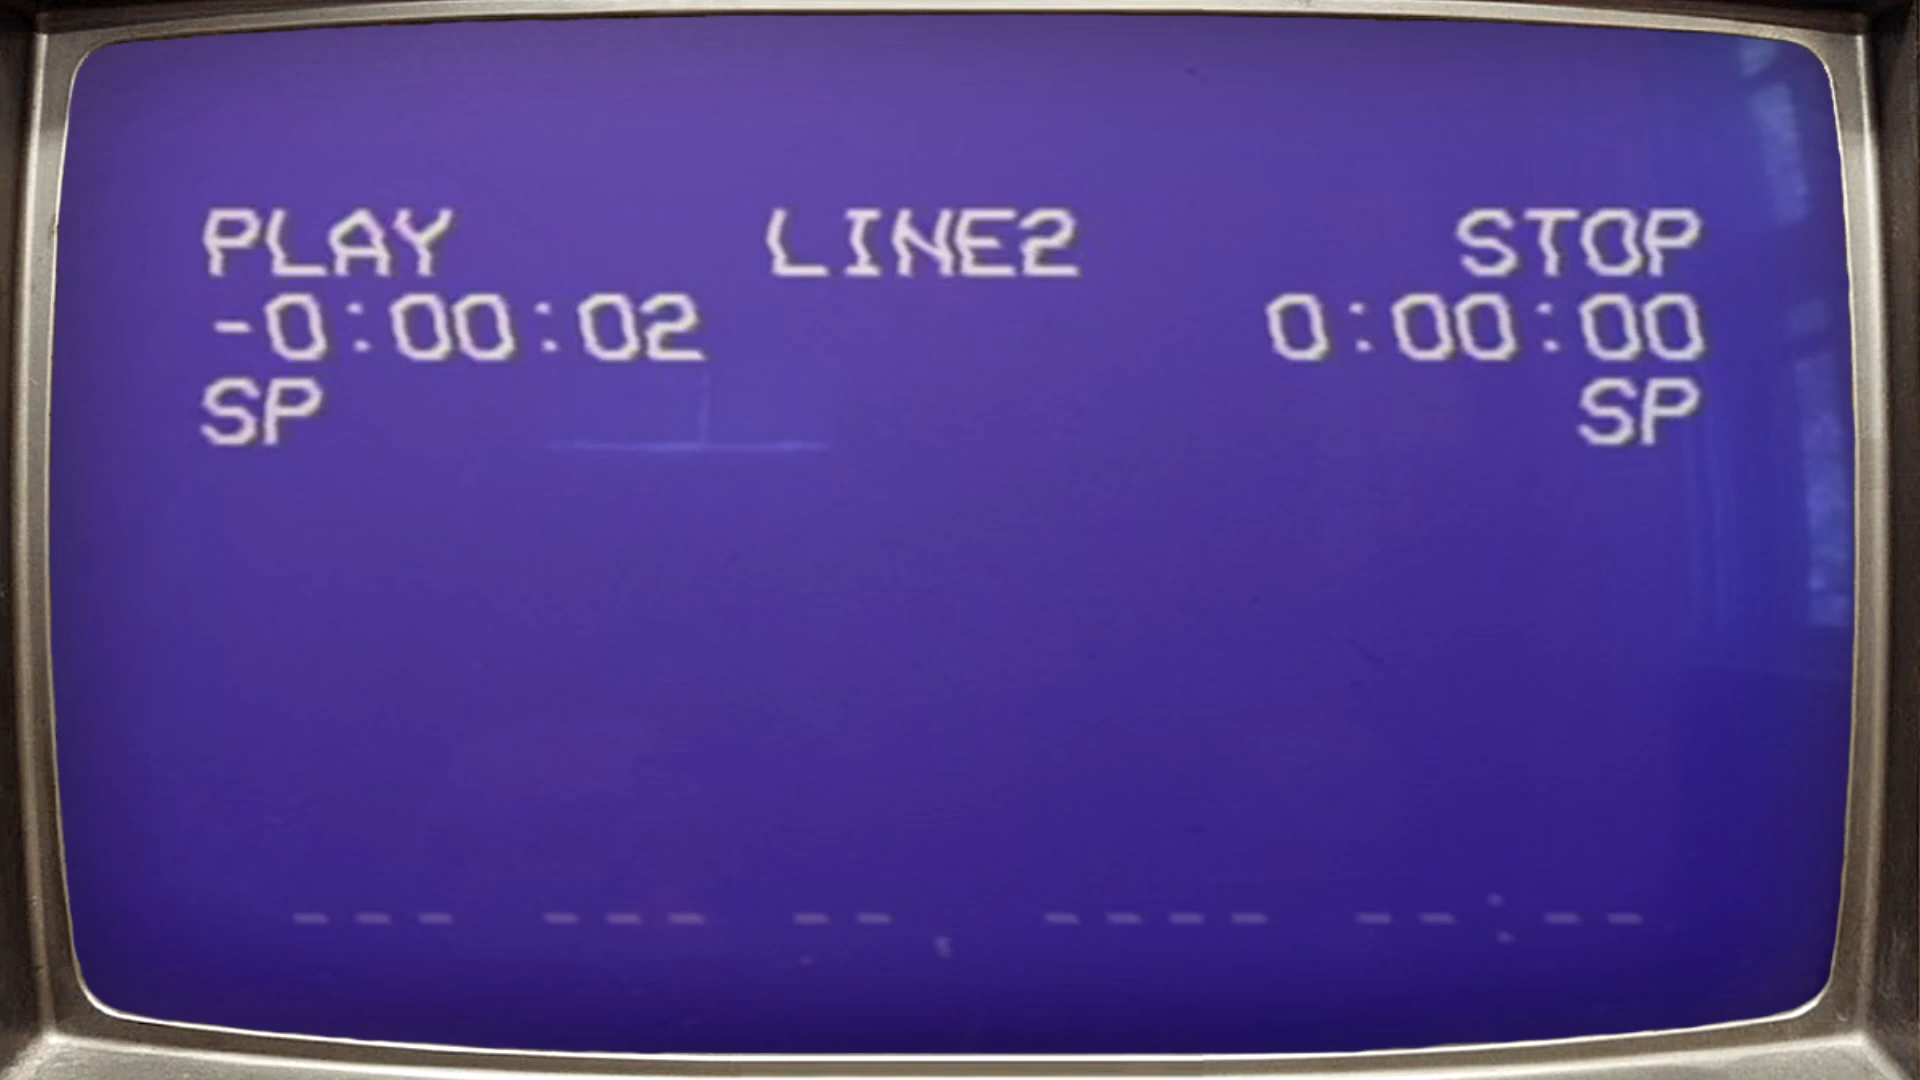 PLAY LINE2 STOP
-0:00:02 0:00:00
SP SP
--- --- --, ---- --:--